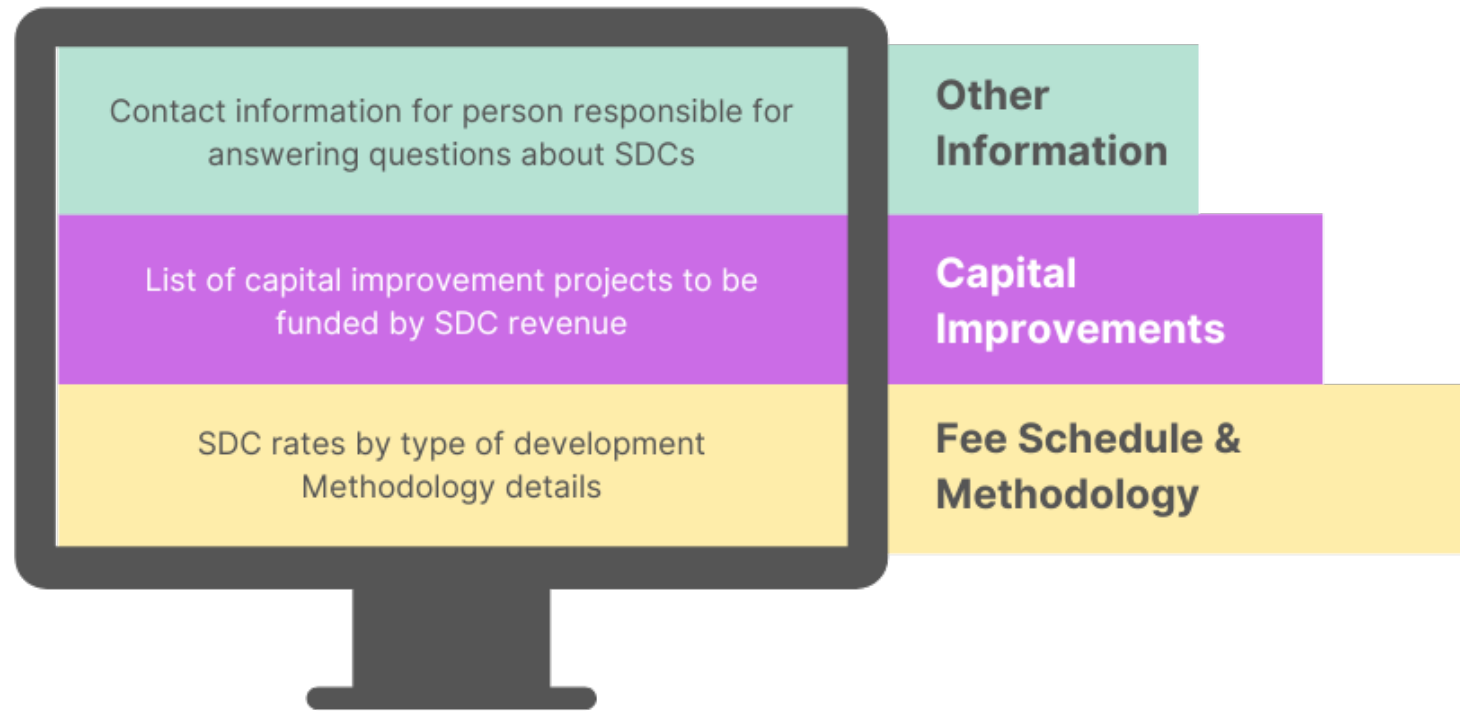 Contact information for person responsible for
answering questions about SDCs
Other
Information
List of capital improvement projects to be
funded by SDC revenue
Capital
Improvements
SDC rates by type of development
Methodology details
Fee Schedule &
Methodology